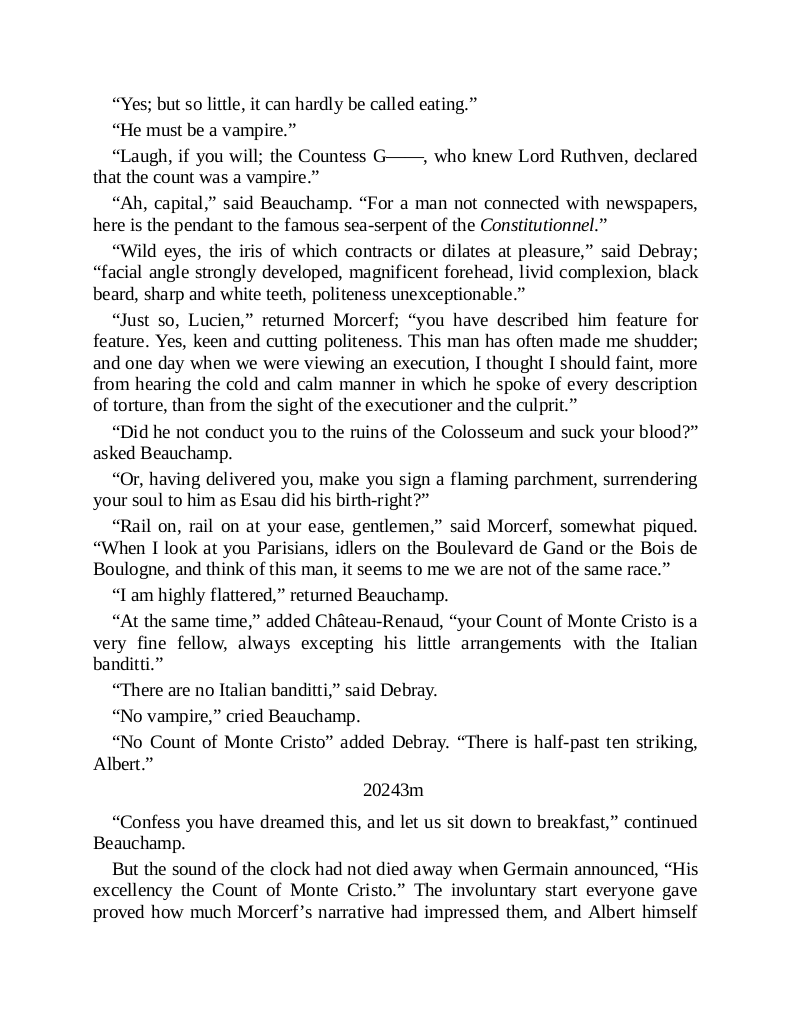 “Yes; but so little, it can hardly be called eating.”
“He must be a vampire.”
“Laugh, if you will; the Countess G——, who knew Lord Ruthven, declared
that the count was a vampire.”
“Ah, capital,” said Beauchamp. “For a man not connected with newspapers,
here is the pendant to the famous sea-serpent of the Constitutionnel.”
“Wild eyes, the iris of which contracts or dilates at pleasure,” said Debray;
“facial angle strongly developed, magnificent forehead, livid complexion, black
beard, sharp and white teeth, politeness unexceptionable.”
“Just so, Lucien,” returned Morcerf; “you have described him feature for
feature. Yes, keen and cutting politeness. This man has often made me shudder;
and one day when we were viewing an execution, I thought I should faint, more
from hearing the cold and calm manner in which he spoke of every description
of torture, than from the sight of the executioner and the culprit.”
“Did he not conduct you to the ruins of the Colosseum and suck your blood?”
asked Beauchamp.
“Or, having delivered you, make you sign a flaming parchment, surrendering
your soul to him as Esau did his birth-right?”
“Rail on, rail on at your ease, gentlemen,” said Morcerf, somewhat piqued.
“When I look at you Parisians, idlers on the Boulevard de Gand or the Bois de
Boulogne, and think of this man, it seems to me we are not of the same race.”
“I am highly flattered,” returned Beauchamp.
“At the same time,” added Château-Renaud, “your Count of Monte Cristo is a
very fine fellow, always excepting his little arrangements with the Italian
banditti.”
“There are no Italian banditti,” said Debray.
“No vampire,” cried Beauchamp.
“No Count of Monte Cristo” added Debray. “There is half-past ten striking,
Albert.”
20243m
“Confess you have dreamed this, and let us sit down to breakfast,” continued
Beauchamp.
But the sound of the clock had not died away when Germain announced, “His
excellency the Count of Monte Cristo.” The involuntary start everyone gave
proved how much Morcerf’s narrative had impressed them, and Albert himself